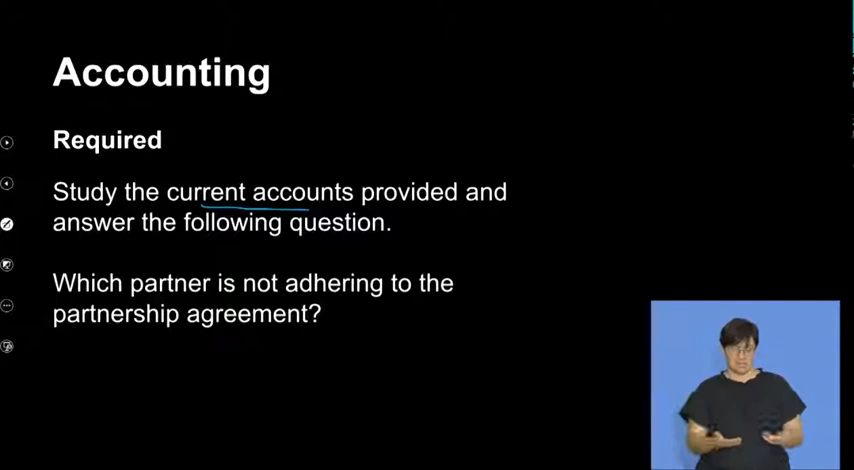 Accounting
Required
Study the current accounts provided and
answer the following question.
Which partner is not adhering to the
partnership agreement?